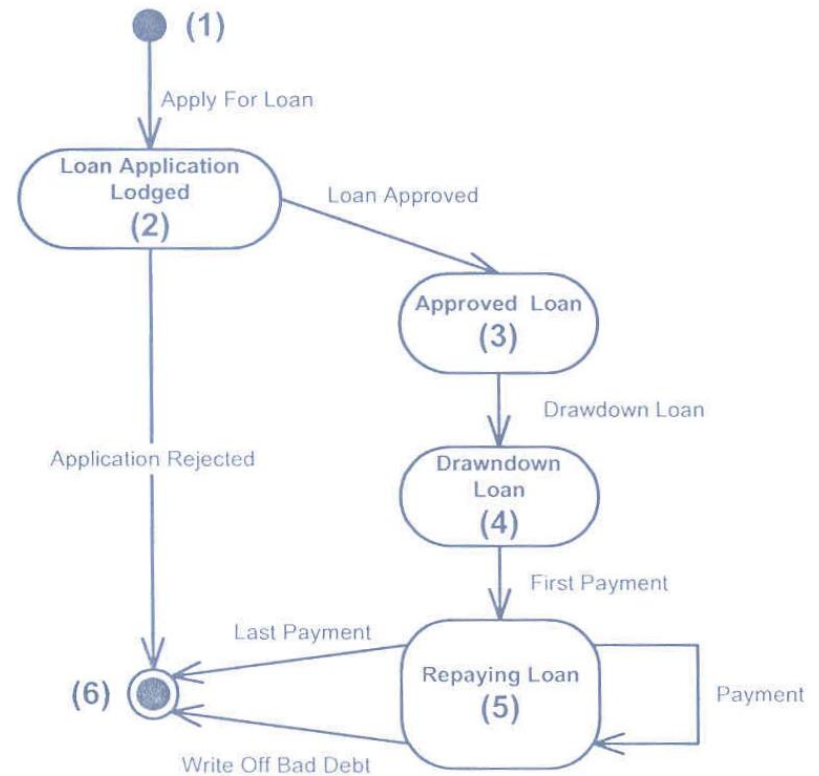 (1)
Apply For Loan
Loan Application
Lodged
(2)
Loan Approved
Approved Loan
(3)
Drawdown Loan
Application Rejected
Drawndown
Loan
(4)
First Payment
Last Payment
Repaying Loan
(5)
(6)
Payment
Write Off Bad Debt